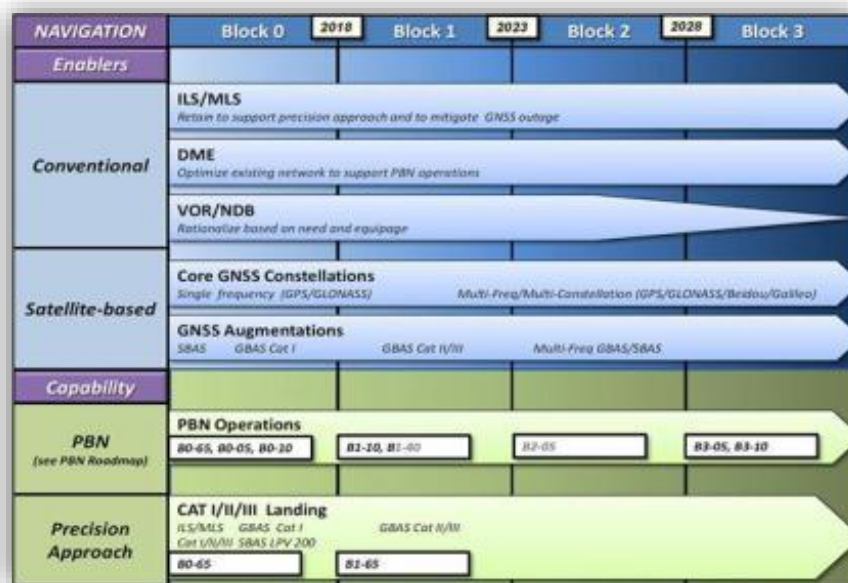 NAVIGATION Block 0 2018 Block 1 2023 Block 2 2028 Block 3
Enablers
Conventional
ILS/MLS
Retain to support precision approach and to mitigate GNSS outage
DME
Optimize existing network to support PBN operations
VOR/NDB
Rationalize based on need and equipage
Satellite-based
Core GNSS Constellations
Single frequency (GPS/GLONASS) Multi-Freq/Multi-Constellation (GPS/GLONASS/Beidou/Galileo)
GNSS Augmentations
SBAS GBAS Cat I GBAS Cat II/III Multi-Freq GBAS/SBAS
Capability
PBN
(see PBN Roadmap)
PBN Operations
B0-65, B0-05, B0-10 B1-10, B1-40 B2-05 B3-05, B3-10
Precision
Approach
CAT I/II/III Landing
ILS/MLS GBAS Cat I GBAS Cat II/III
Cat I/II/III SBAS LPV 200
B0-65 B1-65